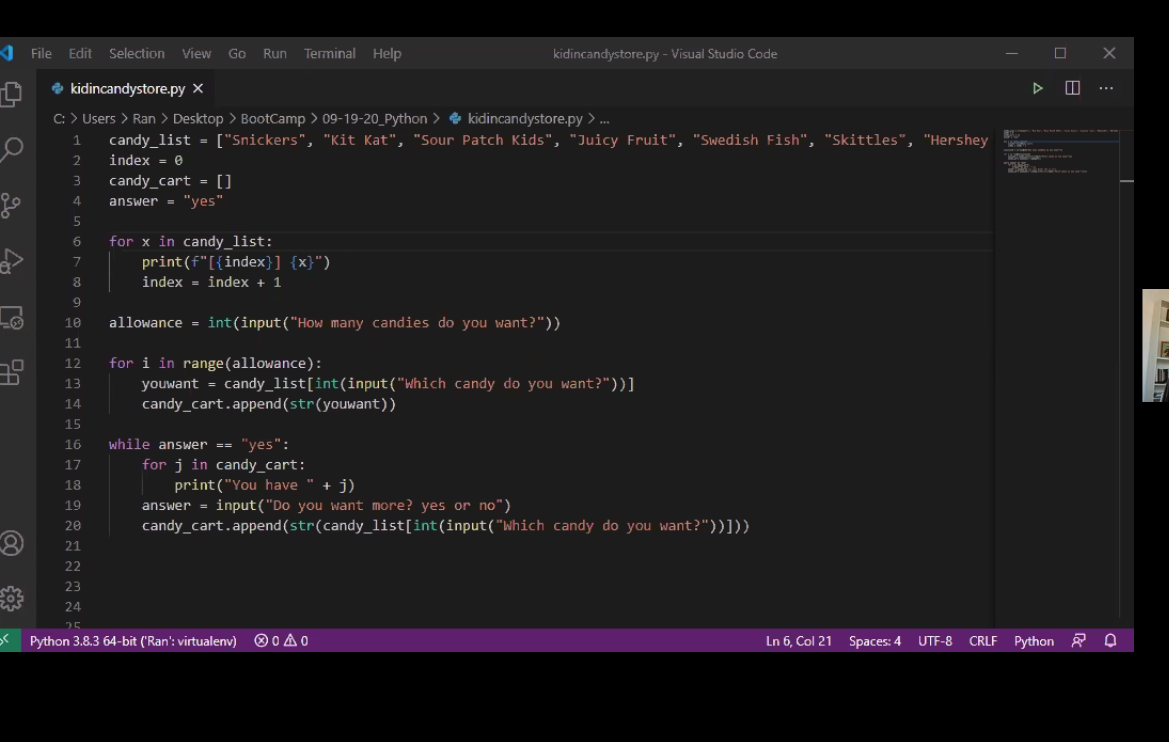 File Edit Selection View Go Run Terminal Help kidincandystore.py - Visual Studio Code
kidincandystore.py
C: > Users > Ran > Desktop > BootCamp > 09-19-20_Python > kidincandystore.py > ...
1 candy_list = ["Snickers", "Kit Kat", "Sour Patch Kids", "Juicy Fruit", "Swedish Fish", "Skittles", "Hershey
2 index = 0
3 candy_cart = []
4 answer = "yes"
5
6 for x in candy_list:
7 print(f"[{index}] {x}")
8 index = index + 1
9
10 allowance = int(input("How many candies do you want?"))
11
12 for i in range(allowance):
13 youwant = candy_list[int(input("Which candy do you want?"))]
14 candy_cart.append(str(youwant))
15
16 while answer == "yes":
17 for j in candy_cart:
18 print("You have " + j)
19 answer = input("Do you want more? yes or no")
20 candy_cart.append(str(candy_list[int(input("Which candy do you want?"))]))
21
22
23
24
25
Python 3.8.3 64-bit ('Ran': virtualenv) 0 0 Ln 6, Col 21 Spaces: 4 UTF-8 CRLF Python